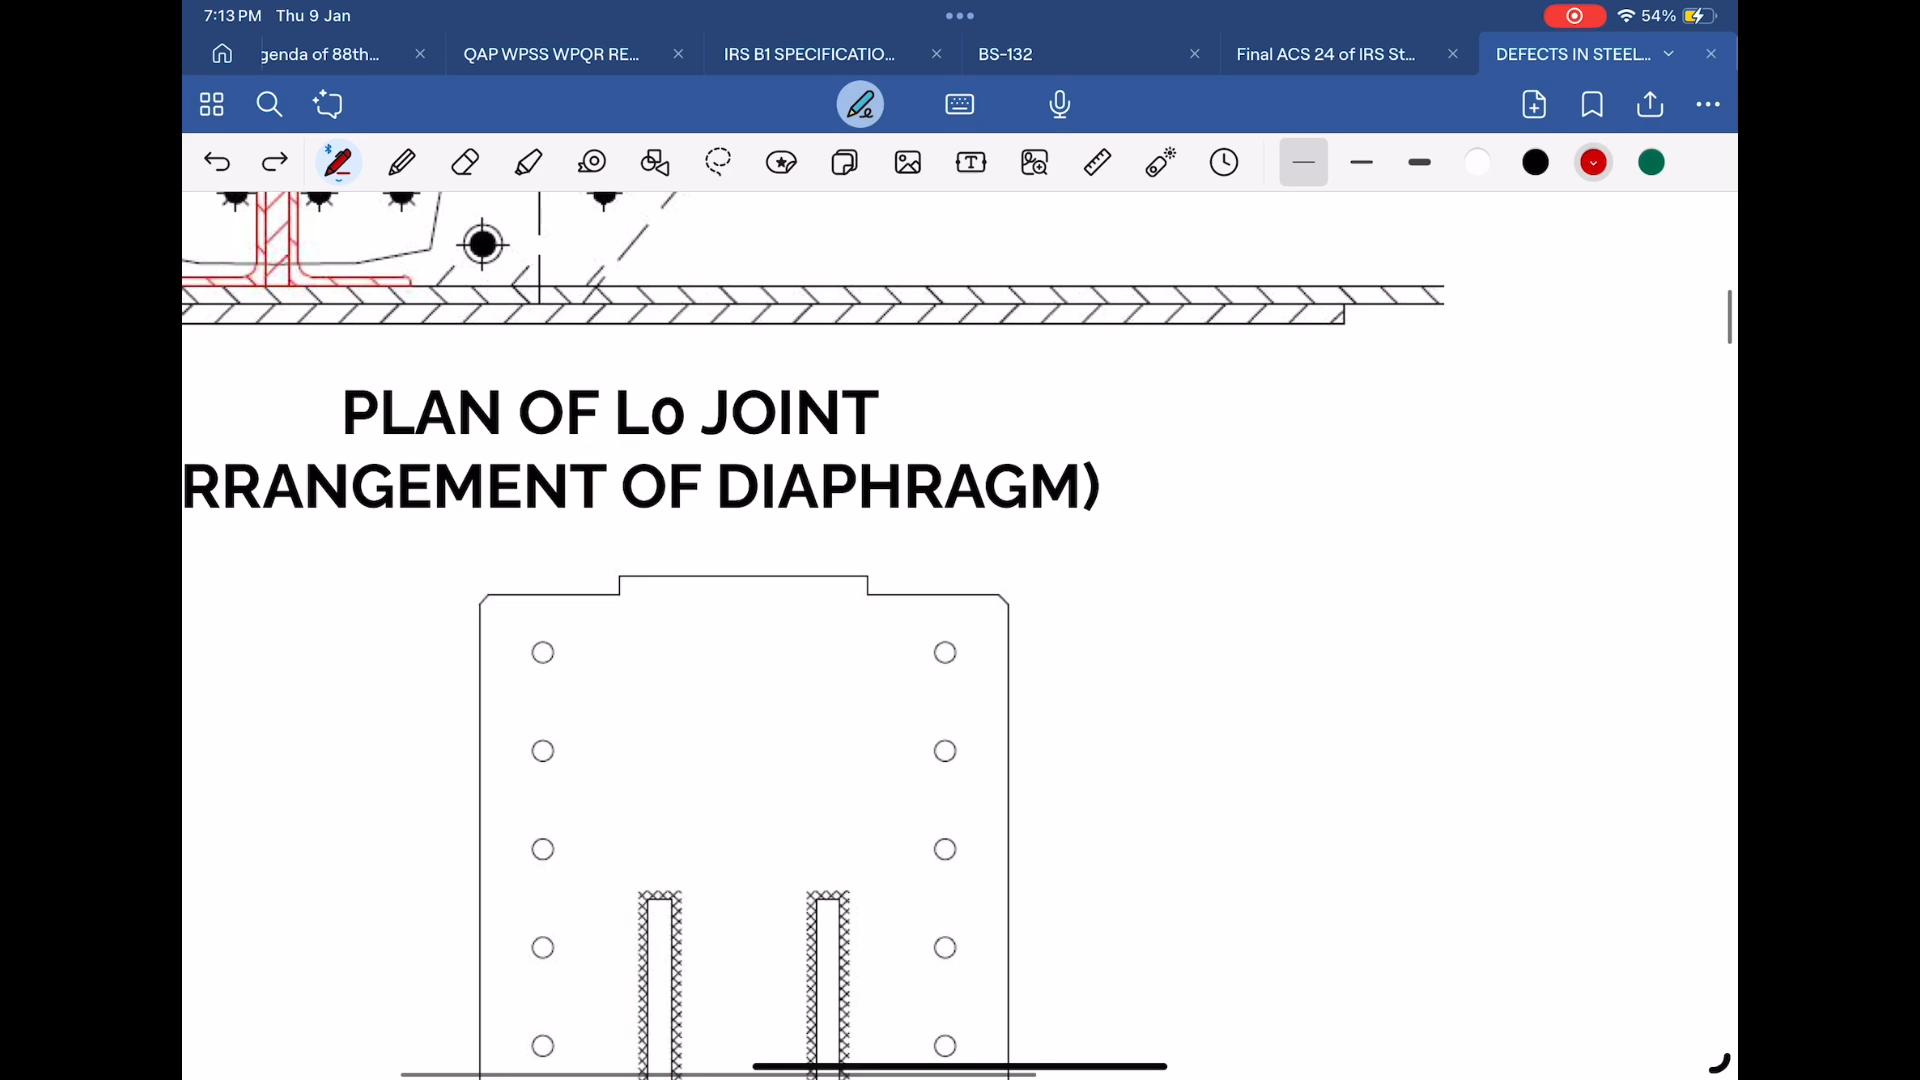 7:13 PM Thu 9 Jan
54%
genda of 88th...
QAP WPSS WPQR RE...
IRS B1 SPECIFICATIO...
BS-132
Final ACS 24 of IRS St...
DEFECTS IN STEEL...
PLAN OF L0 JOINT
RRANGEMENT OF DIAPHRAGM)